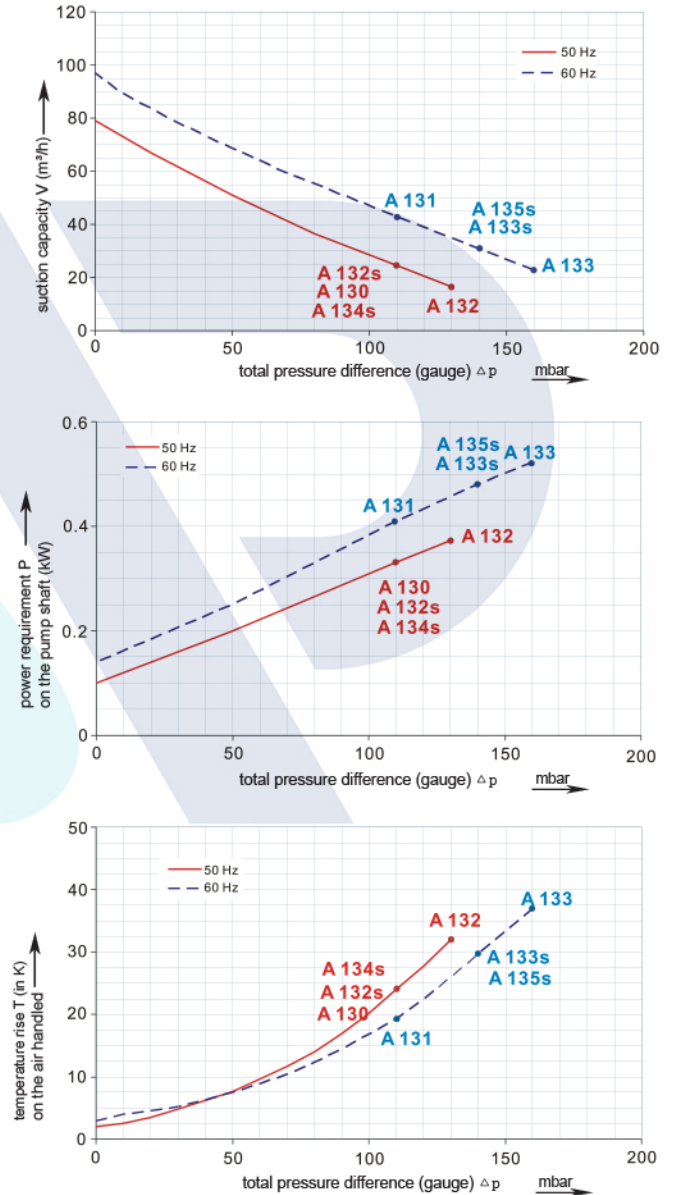 120
100
80
60
40
20
0
suction capacity V (m³/h)
50 Hz
60 Hz
A 131
A 135s
A 133s
A 133
A 132s
A 130
A 134s
A 132
0 50 100 150 200
total pressure difference (gauge) △p mbar
0.6
0.4
0.2
0
power requirement P
on the pump shaft (kW)
50 Hz
60 Hz
A 135s
A 133s
A 133
A 131
A 132
A 130
A 132s
A 134s
0 50 100 150 200
total pressure difference (gauge) △p mbar
50
40
30
20
10
0
temperature rise T (in K)
on the air handled
50 Hz
60 Hz
A 133
A 132
A 134s
A 132s
A 130
A 133s
A 135s
A 131
0 50 100 150 200
total pressure difference (gauge) △p mbar